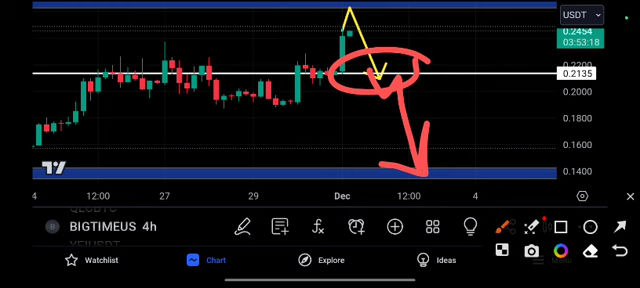 USDT
0.2454
03:53:18
0.2200
0.2135
0.2000
0.1800
0.1600
0.1400
4 12:00 27 29 Dec 12:00 4
BIGTIMEUS 4h
Watchlist Chart Explore Ideas